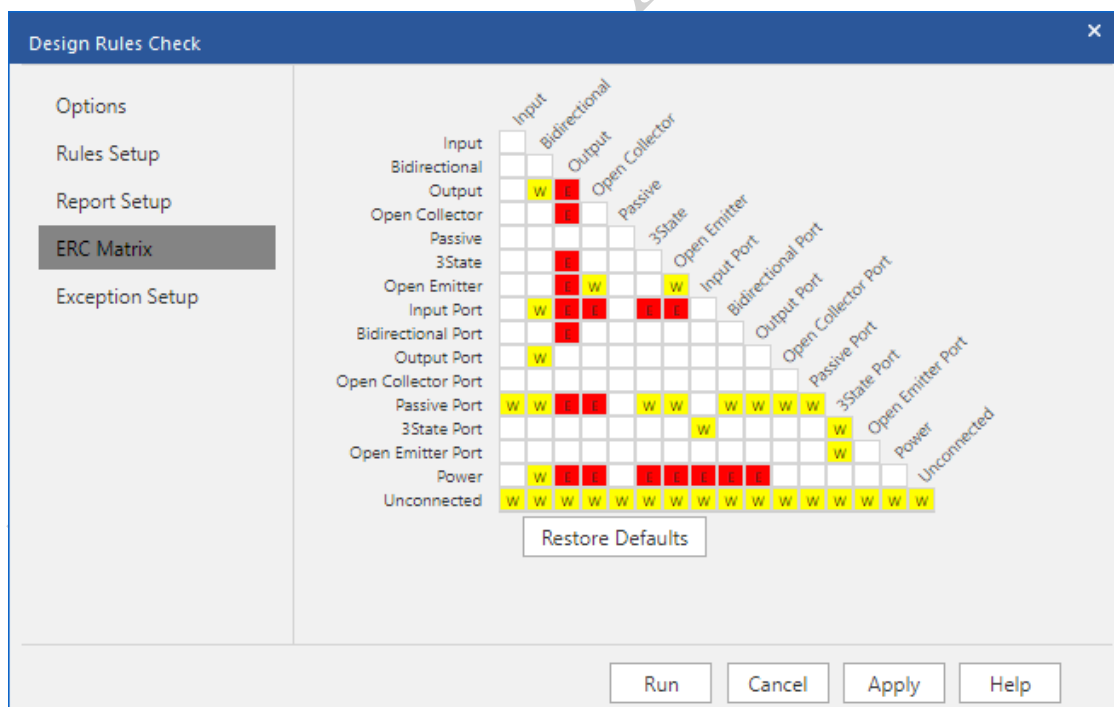 Design Rules Check
Options
Rules Setup
Report Setup
ERC Matrix
Exception Setup
Input
Bidirectional
Output
Open Collector
Passive
3State
Open Emitter
Input Port
Bidirectional Port
Output Port
Open Collector Port
Passive Port
3State Port
Open Emitter Port
Power
Unconnected
Input
Bidirectional
Output W E
Open Collector E
Passive
3State E
Open Emitter E W W
Input Port W E E E E
Bidirectional Port E
Output Port W
Open Collector Port
Passive Port W W E E W W W W W W
3State Port W W
Open Emitter Port W
Power W E E E E E E E
Unconnected W W W W W W W W W W W W W W W W
Restore Defaults
Run Cancel Apply Help